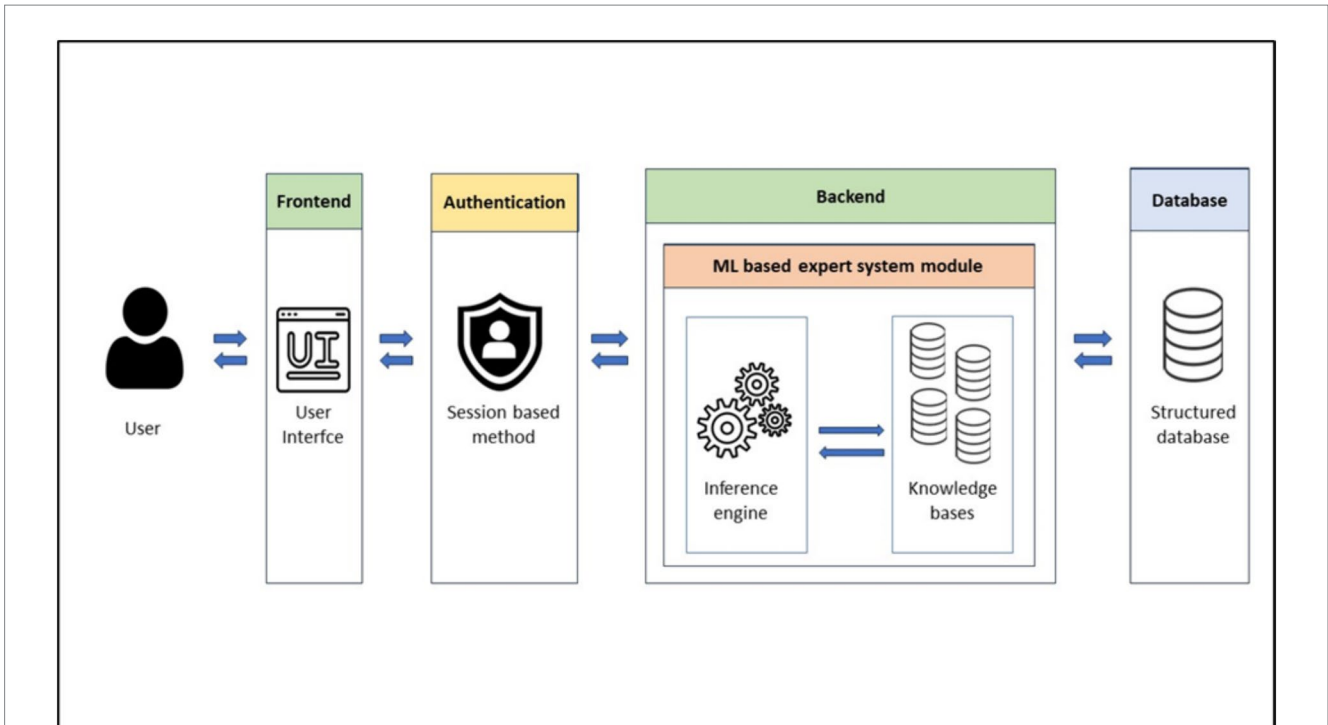 Frontend
Authentication
Backend
Database
ML based expert system module
UI
User
User
Interfce
Session based
method
Inference
engine
Knowledge
bases
Structured
database